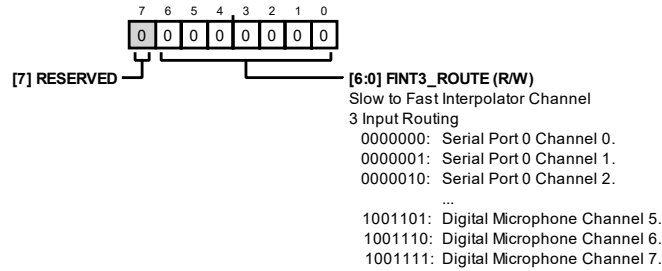 7 6 5 4 3 2 1 0
0 0 0 0 0 0 0 0
[7] RESERVED
[6:0] FINT3_ROUTE (R/W)
Slow to Fast Interpolator Channel
3 Input Routing
0000000: Serial Port 0 Channel 0.
0000001: Serial Port 0 Channel 1.
0000010: Serial Port 0 Channel 2.
...
1001101: Digital Microphone Channel 5.
1001110: Digital Microphone Channel 6.
1001111: Digital Microphone Channel 7.